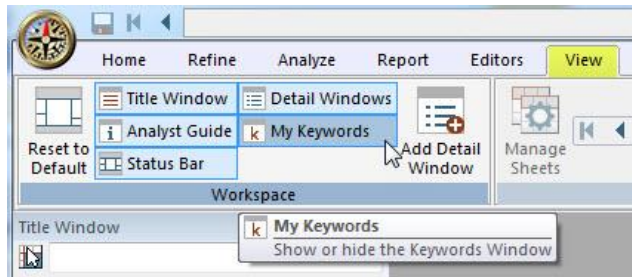 Home Refine Analyze Report Editors View
Title Window Detail Windows
Analyst Guide k My Keywords
Reset to Default Status Bar
Add Detail Window
Manage Sheets
Workspace
Title Window
k My Keywords
Show or hide the Keywords Window